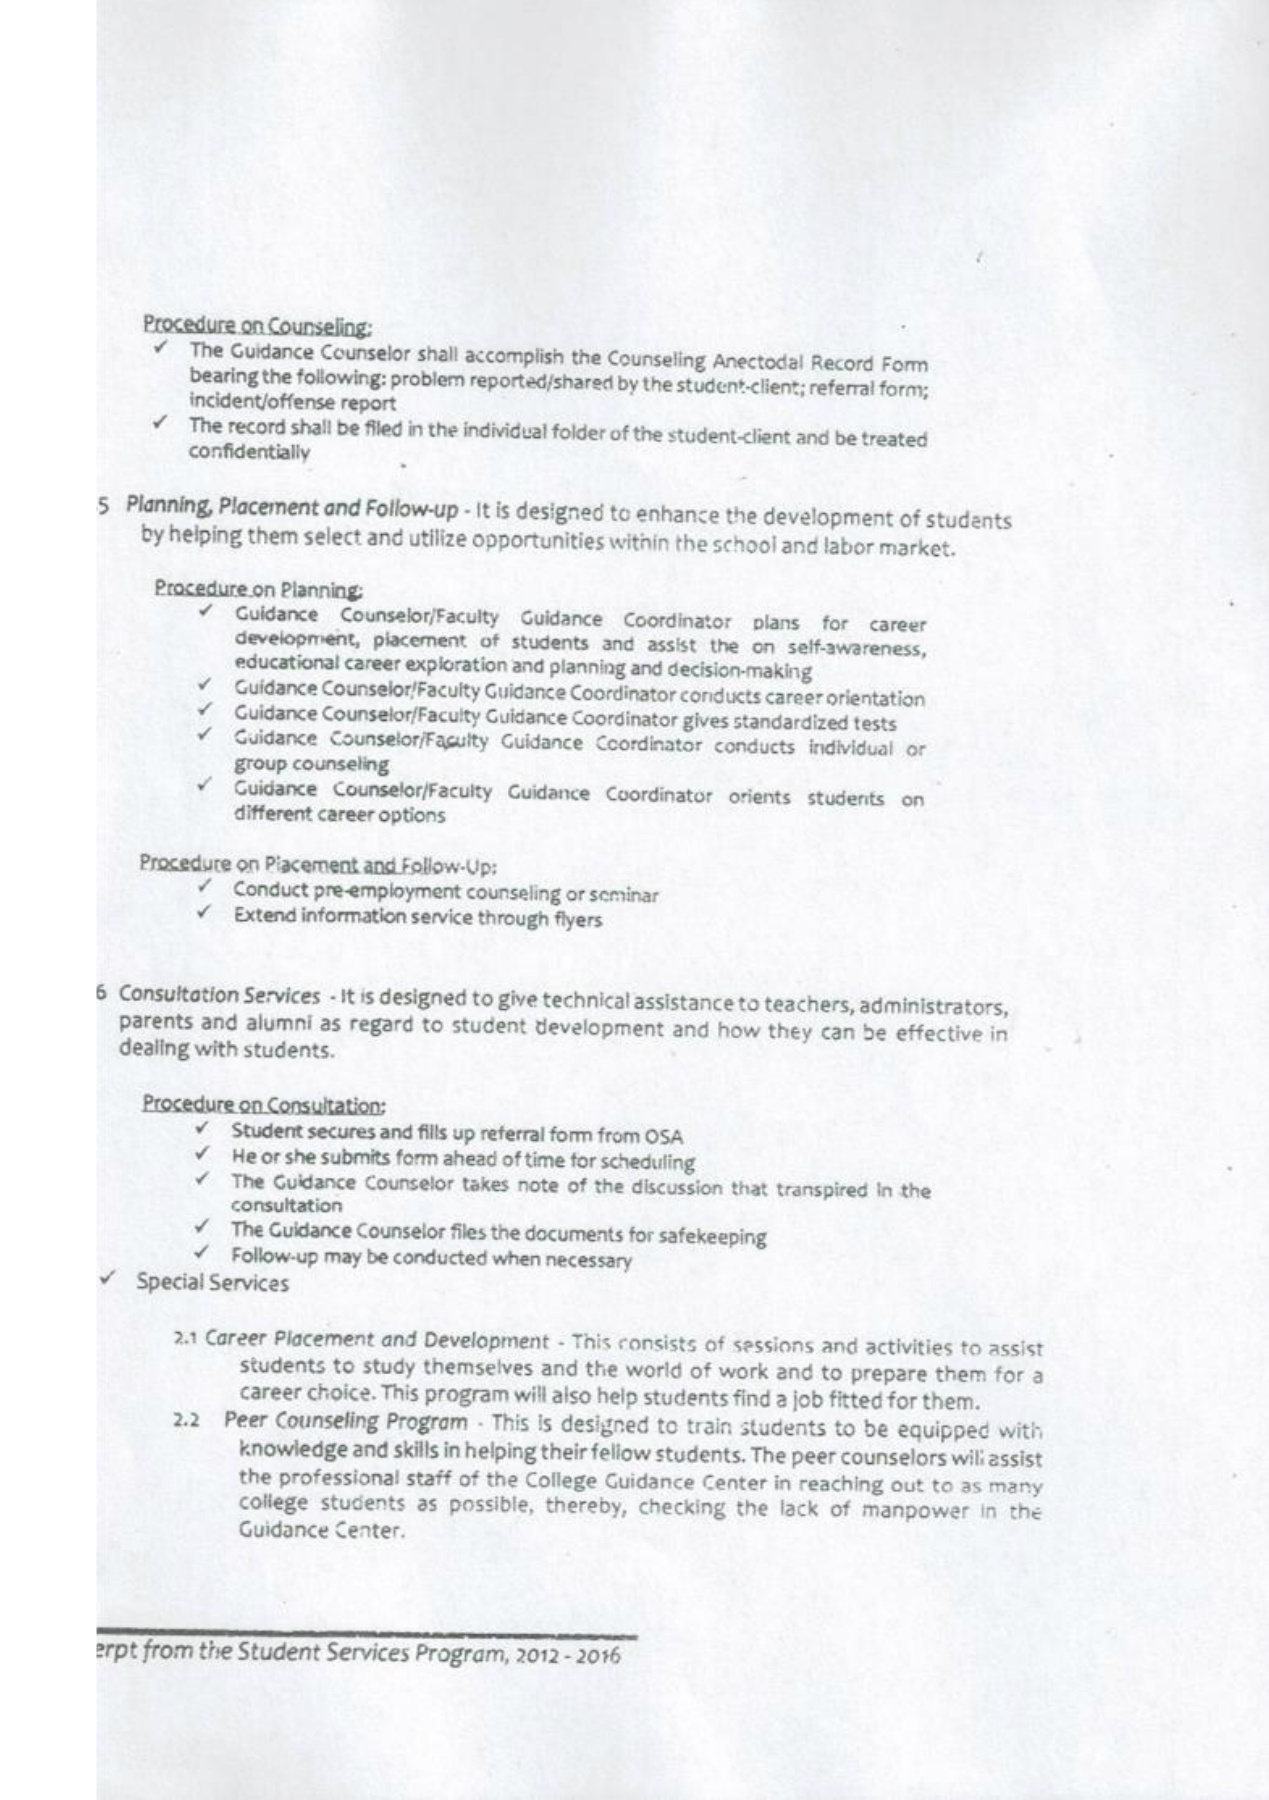 Procedure on Counseling:
✓ The Guidance Counselor shall accomplish the Counseling Anectodal Record Form
bearing the following: problem reported/shared by the student-client; referral form;
incident/offense report
✓ The record shall be filed in the individual folder of the student-client and be treated
confidentially
5 Planning, Placement and Follow-up - It is designed to enhance the development of students
by helping them select and utilize opportunities within the school and labor market.
Procedure on Planning:
✓ Guidance Counselor/Faculty Guidance Coordinator plans for career
development, placement of students and assist the on self-awareness,
educational career exploration and planning and decision-making
✓ Guidance Counselor/Faculty Guidance Coordinator conducts career orientation
✓ Guidance Counselor/Faculty Guidance Coordinator gives standardized tests
✓ Guidance Counselor/Faculty Guidance Coordinator conducts individual or
group counseling
✓ Guidance Counselor/Faculty Guidance Coordinator orients students on
different career options
Procedure on Placement and Follow-Up:
✓ Conduct pre-employment counseling or seminar
✓ Extend information service through flyers
6 Consultation Services - It is designed to give technical assistance to teachers, administrators,
parents and alumni as regard to student development and how they can be effective in
dealing with students.
Procedure on Consultation:
✓ Student secures and fills up referral form from OSA
✓ He or she submits form ahead of time for scheduling
✓ The Guidance Counselor takes note of the discussion that transpired in the
consultation
✓ The Guidance Counselor files the documents for safekeeping
✓ Follow-up may be conducted when necessary
✓ Special Services
2.1 Career Placement and Development - This consists of sessions and activities to assist
students to study themselves and the world of work and to prepare them for a
career choice. This program will also help students find a job fitted for them.
2.2 Peer Counseling Program - This is designed to train students to be equipped with
knowledge and skills in helping their fellow students. The peer counselors will assist
the professional staff of the College Guidance Center in reaching out to as many
college students as possible, thereby, checking the lack of manpower in the
Guidance Center.
erpt from the Student Services Program, 2012 - 2016